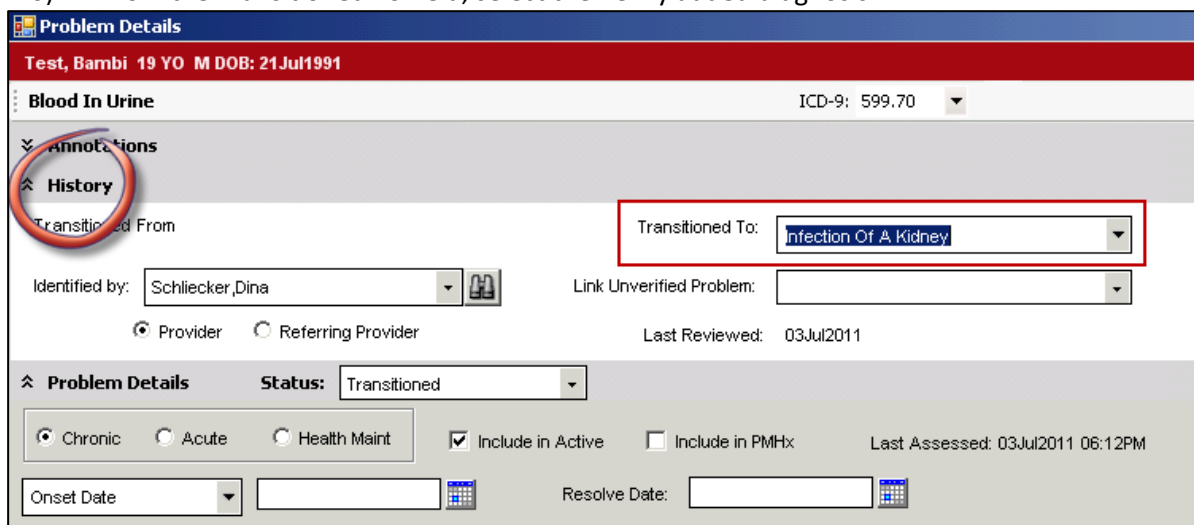 Problem Details
Test, Bambi 19 YO M DOB: 21Jul1991
Blood In Urine ICD-9: 599.70
Annotations
History
Transitioned From Transitioned To: Infection Of A Kidney
Identified by: Schliecker,Dina Link Unverified Problem:
Provider Referring Provider Last Reviewed: 03Jul2011
Problem Details Status: Transitioned
Chronic Acute Health Maint Include in Active Include in PMHx Last Assessed: 03Jul2011 06:12PM
Onset Date Resolve Date: